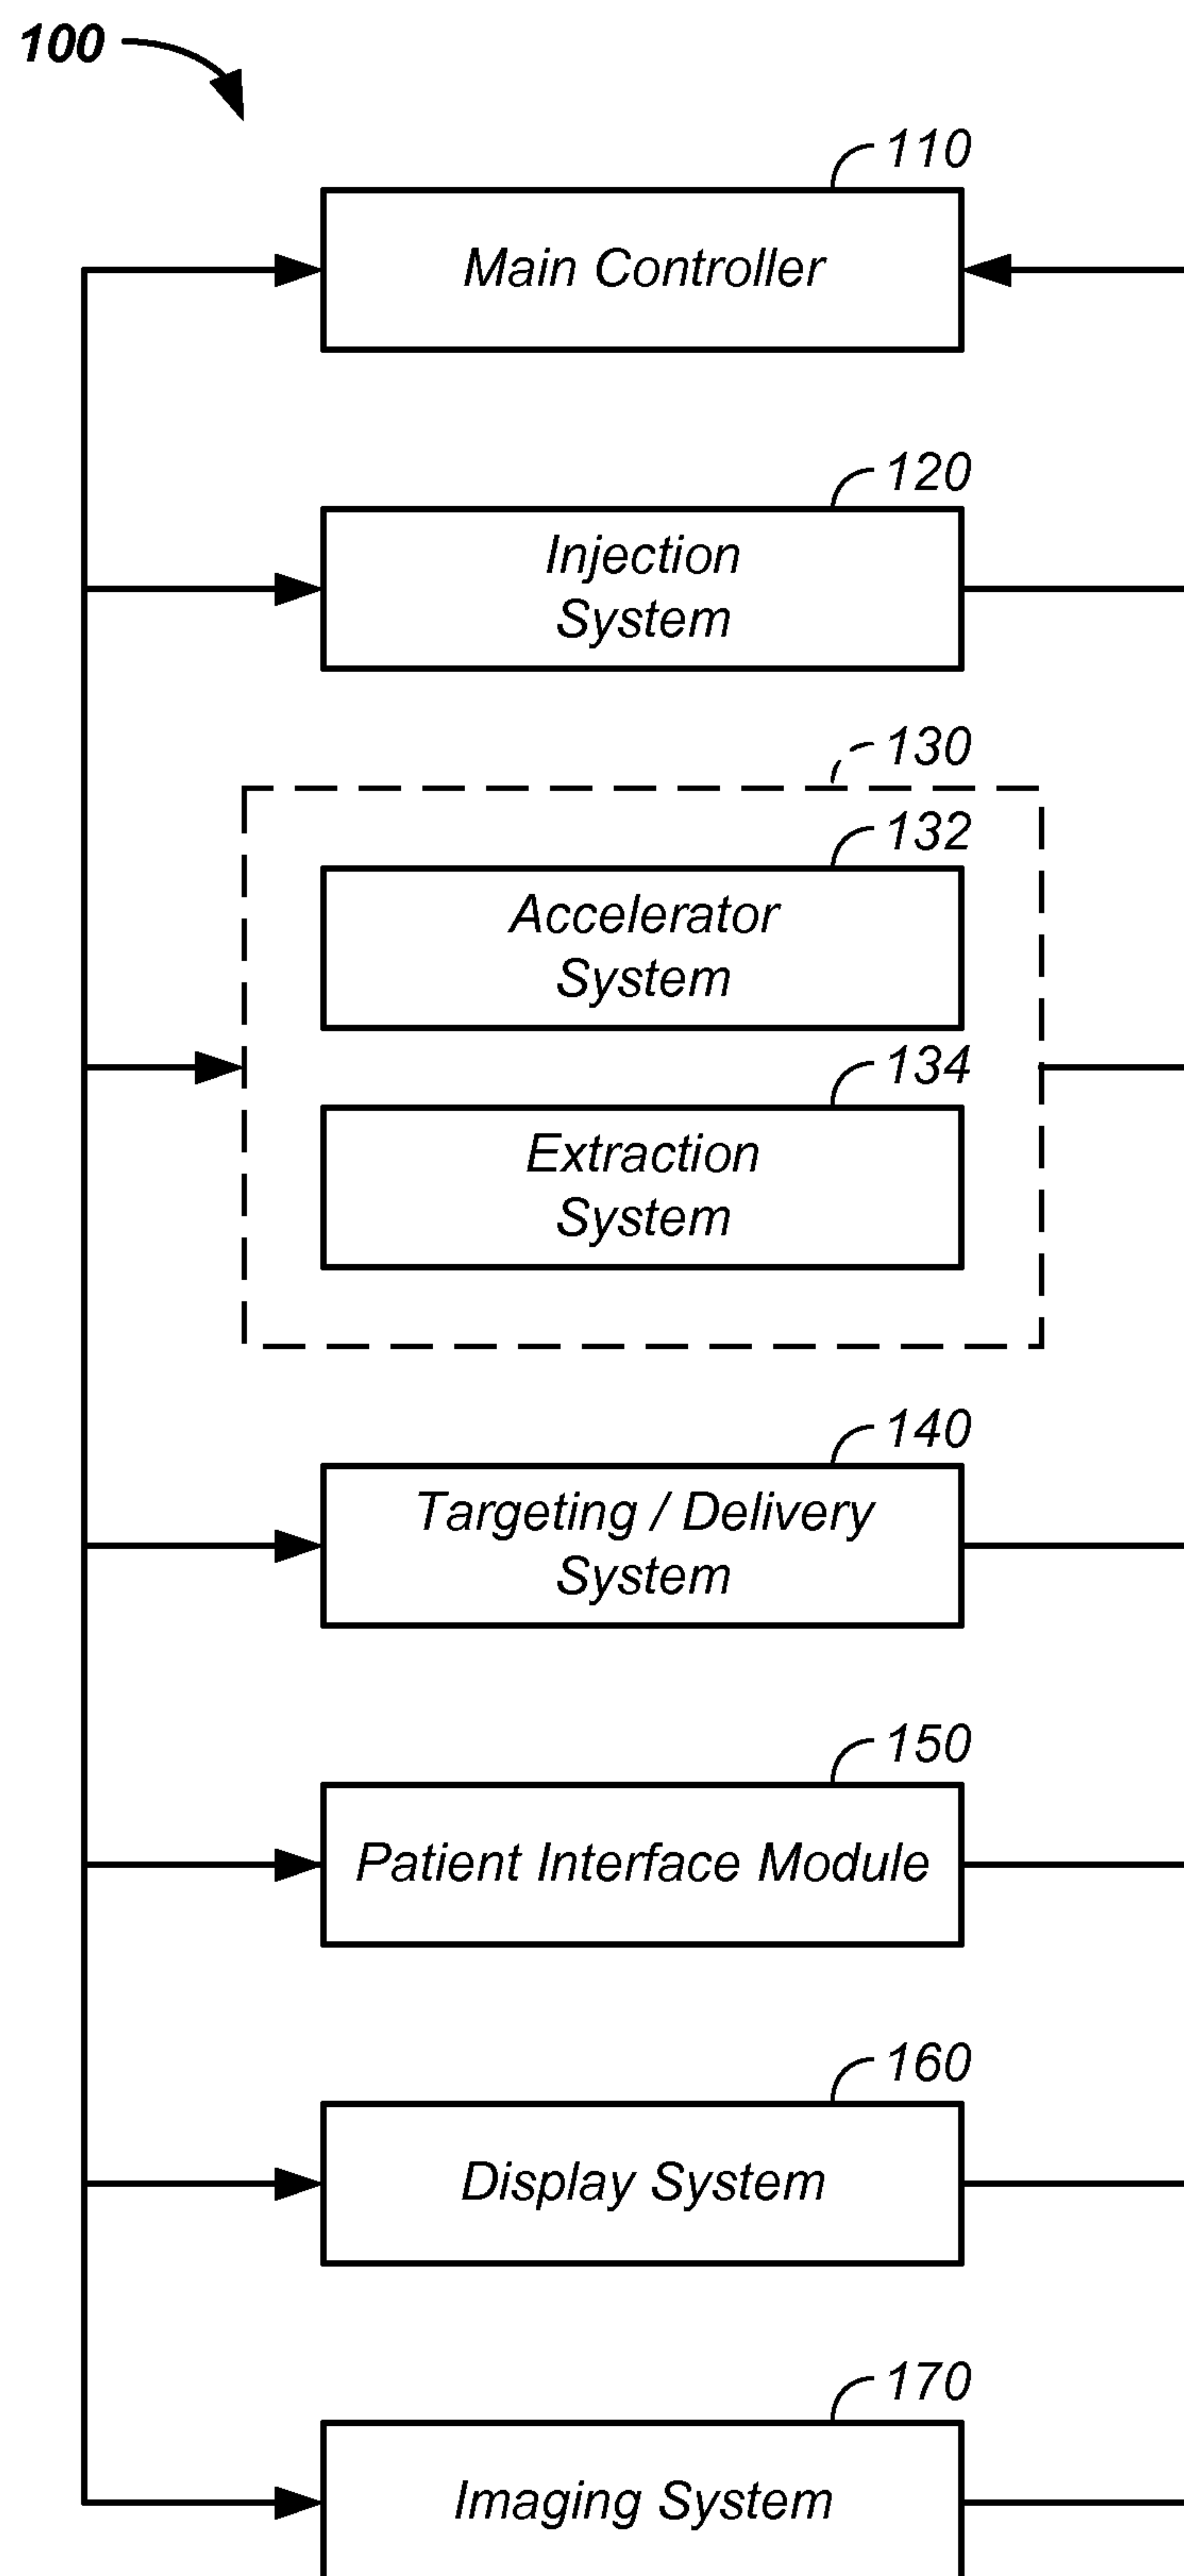 100
110
Main Controller
120
Injection
System
130
132
Accelerator
System
134
Extraction
System
140
Targeting / Delivery
System
150
Patient Interface Module
160
Display System
170
Imaging System